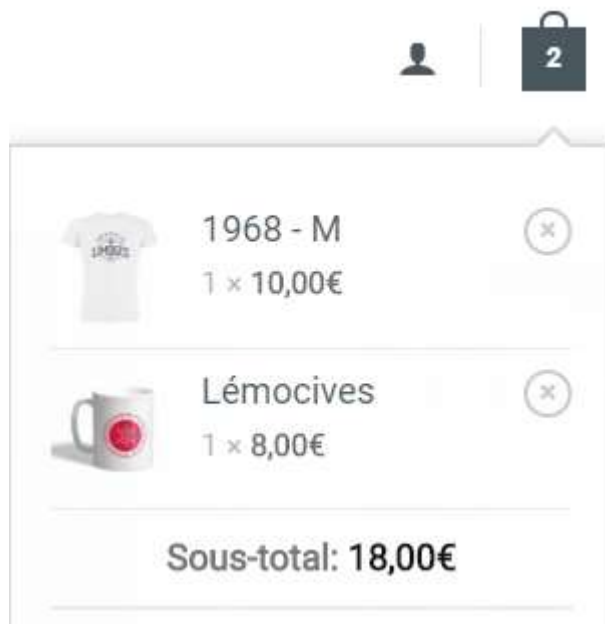 2
1968 - M
1 × 10,00€
Lémocives
1 × 8,00€
Sous-total: 18,00€